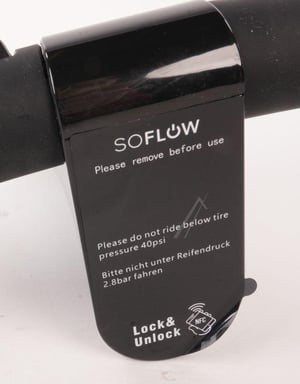 SOFLOW
Please remove before use
Please do not ride below tire
pressure 40psi
Bitte nicht unter Reifendruck
2.8bar fahren
Lock&
Unlock
NFC